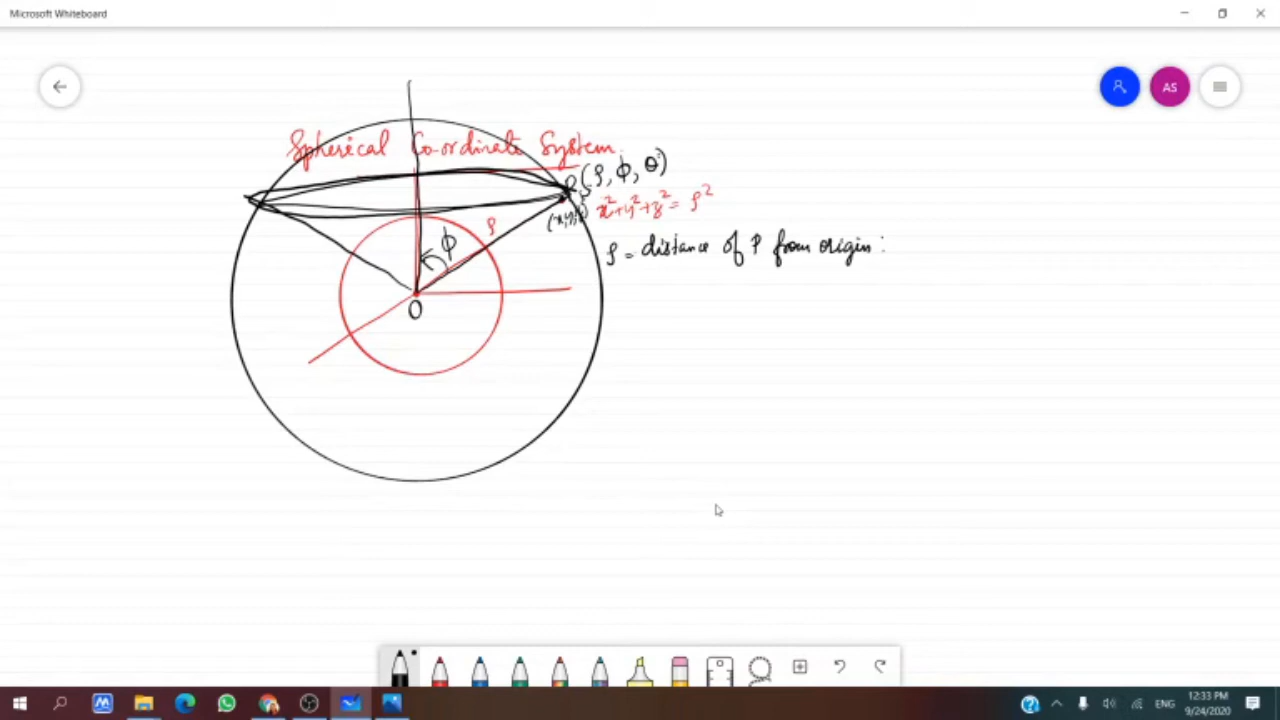 Microsoft Whiteboard
AS
Spherical Co-ordinate System
P(ρ, ϕ, θ)
(x,y,z) x²+y²+z² = ρ²
ρ
ϕ
ρ = distance of P from origin:
O
ENG
12:33 PM
9/24/2020